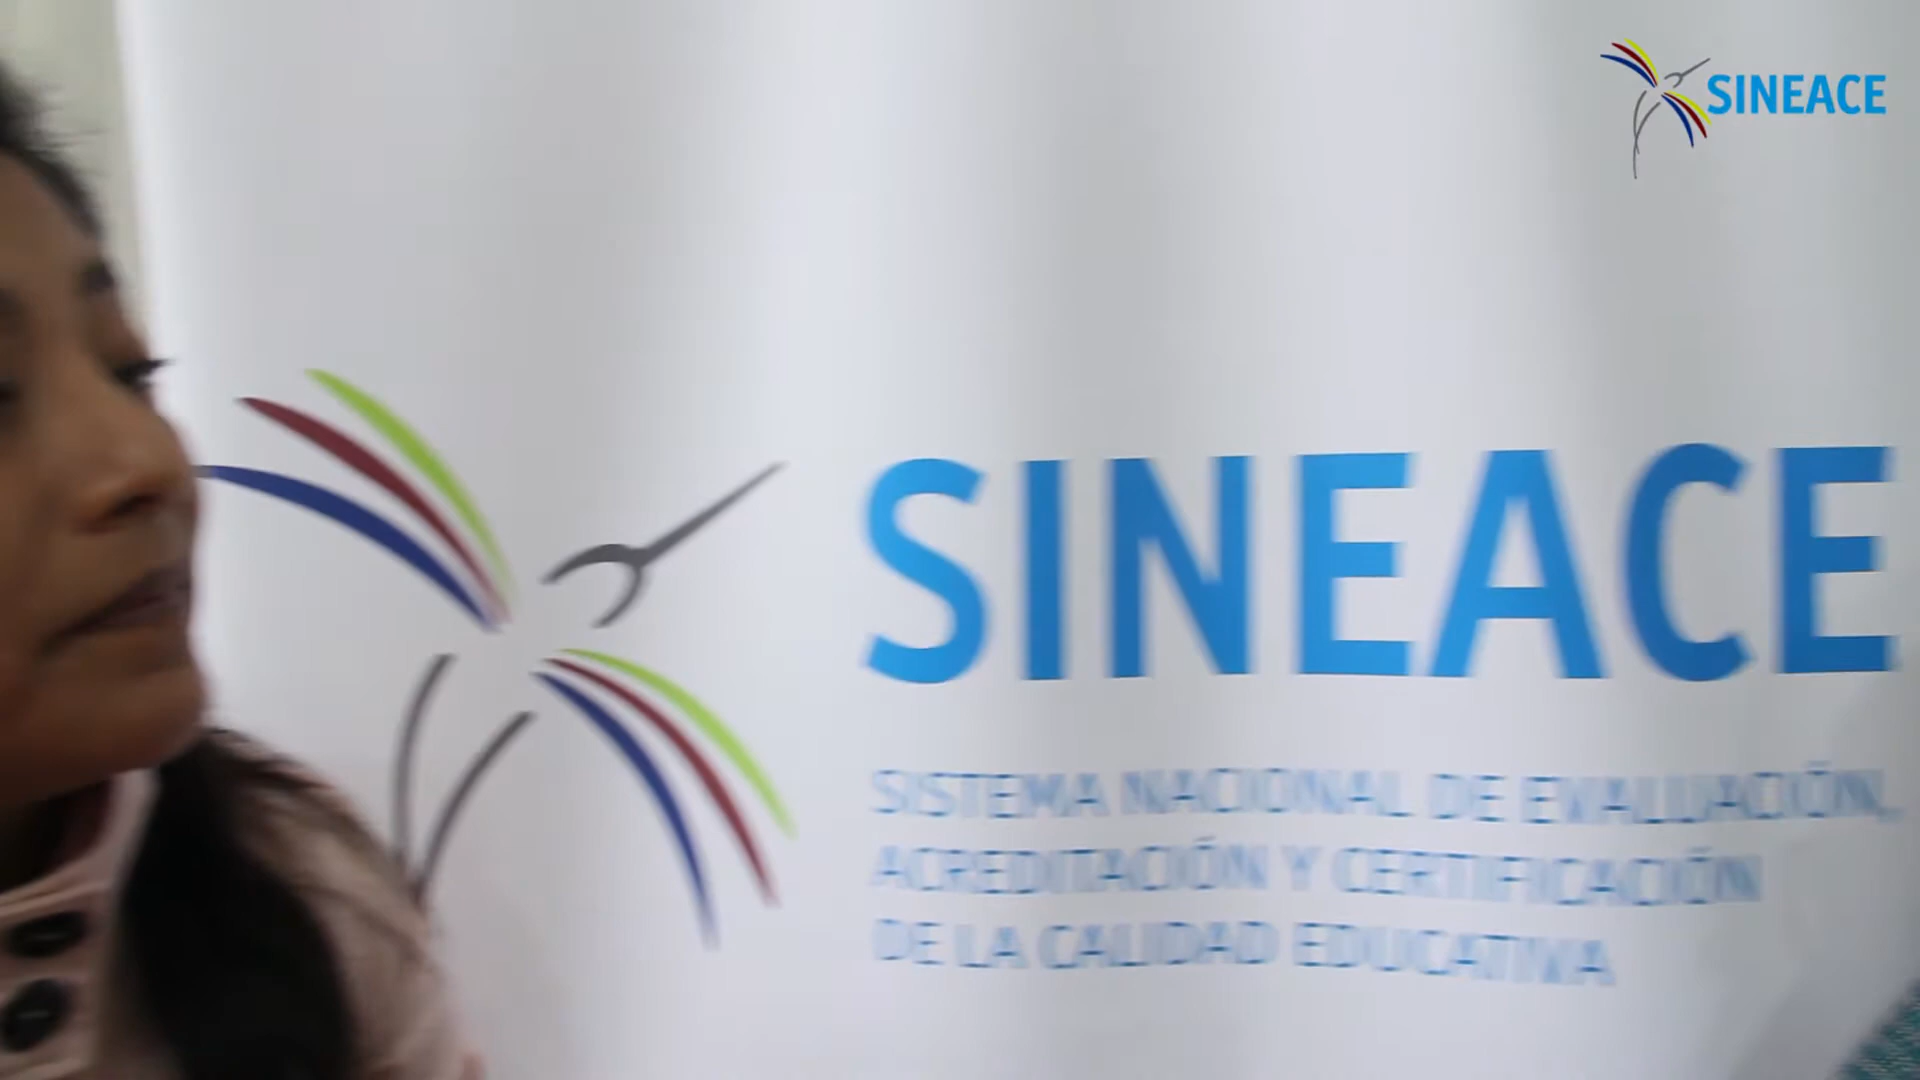 SINEACE
SINEACE
SISTEMA NACIONAL DE EVALUACIÓN,
ACREDITACIÓN Y CERTIFICACIÓN
DE LA CALIDAD EDUCATIVA